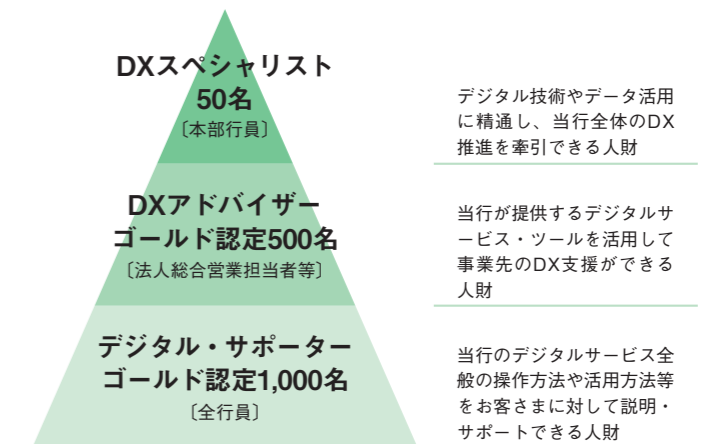 DXスペシャリスト
50名
〔本部行員〕
デジタル技術やデータ活用
に精通し、当行全体のDX
推進を牽引できる人財
DXアドバイザー
ゴールド認定500名
〔法人総合営業担当者等〕
当行が提供するデジタルサ
ービス・ツールを活用して
事業先のDX支援ができる
人財
デジタル・サポーター
ゴールド認定1,000名
〔全行員〕
当行のデジタルサービス全
般の操作方法や活用方法等
をお客さまに対して説明・
サポートできる人財